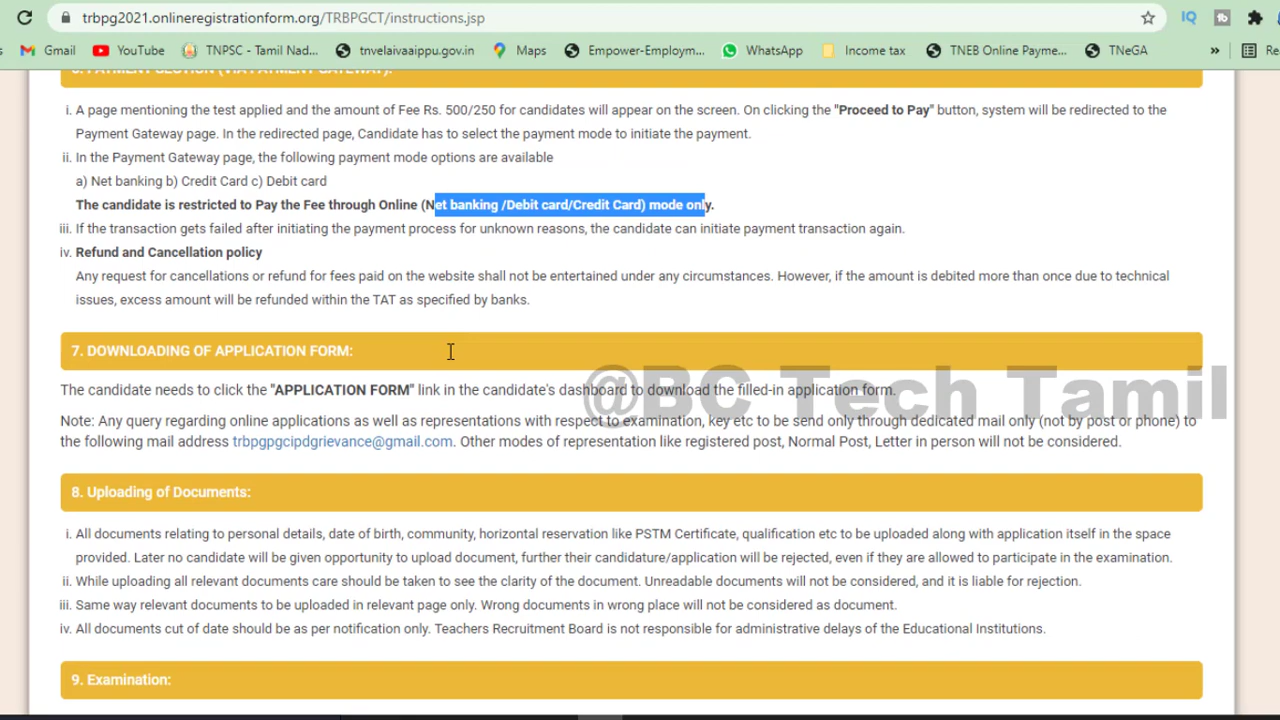 trbpg2021.onlineregistrationform.org/TRBPGCT/instructions.jsp
IQ
Gmail YouTube TNPSC - Tamil Nad... tnvelaivaaippu.gov.in Maps Empower-Employm... WhatsApp Income tax TNEB Online Payme... TNeGA » Re
6. PAYMENT SECTION (VIA PAYMENT GATEWAY):
i. A page mentioning the test applied and the amount of Fee Rs. 500/250 for candidates will appear on the screen. On clicking the "Proceed to Pay" button, system will be redirected to the
Payment Gateway page. In the redirected page, Candidate has to select the payment mode to initiate the payment.
ii. In the Payment Gateway page, the following payment mode options are available
a) Net banking b) Credit Card c) Debit card
The candidate is restricted to Pay the Fee through Online (Net banking /Debit card/Credit Card) mode only.
iii. If the transaction gets failed after initiating the payment process for unknown reasons, the candidate can initiate payment transaction again.
iv. Refund and Cancellation policy
Any request for cancellations or refund for fees paid on the website shall not be entertained under any circumstances. However, if the amount is debited more than once due to technical
issues, excess amount will be refunded within the TAT as specified by banks.
7. DOWNLOADING OF APPLICATION FORM:
@BC Tech Tamil
The candidate needs to click the "APPLICATION FORM" link in the candidate's dashboard to download the filled-in application form.
Note: Any query regarding online applications as well as representations with respect to examination, key etc to be send only through dedicated mail only (not by post or phone) to
the following mail address trbpgpgcipdgrievance@gmail.com. Other modes of representation like registered post, Normal Post, Letter in person will not be considered.
8. Uploading of Documents:
i. All documents relating to personal details, date of birth, community, horizontal reservation like PSTM Certificate, qualification etc to be uploaded along with application itself in the space
provided. Later no candidate will be given opportunity to upload document, further their candidature/application will be rejected, even if they are allowed to participate in the examination.
ii. While uploading all relevant documents care should be taken to see the clarity of the document. Unreadable documents will not be considered, and it is liable for rejection.
iii. Same way relevant documents to be uploaded in relevant page only. Wrong documents in wrong place will not be considered as document.
iv. All documents cut of date should be as per notification only. Teachers Recruitment Board is not responsible for administrative delays of the Educational Institutions.
9. Examination: